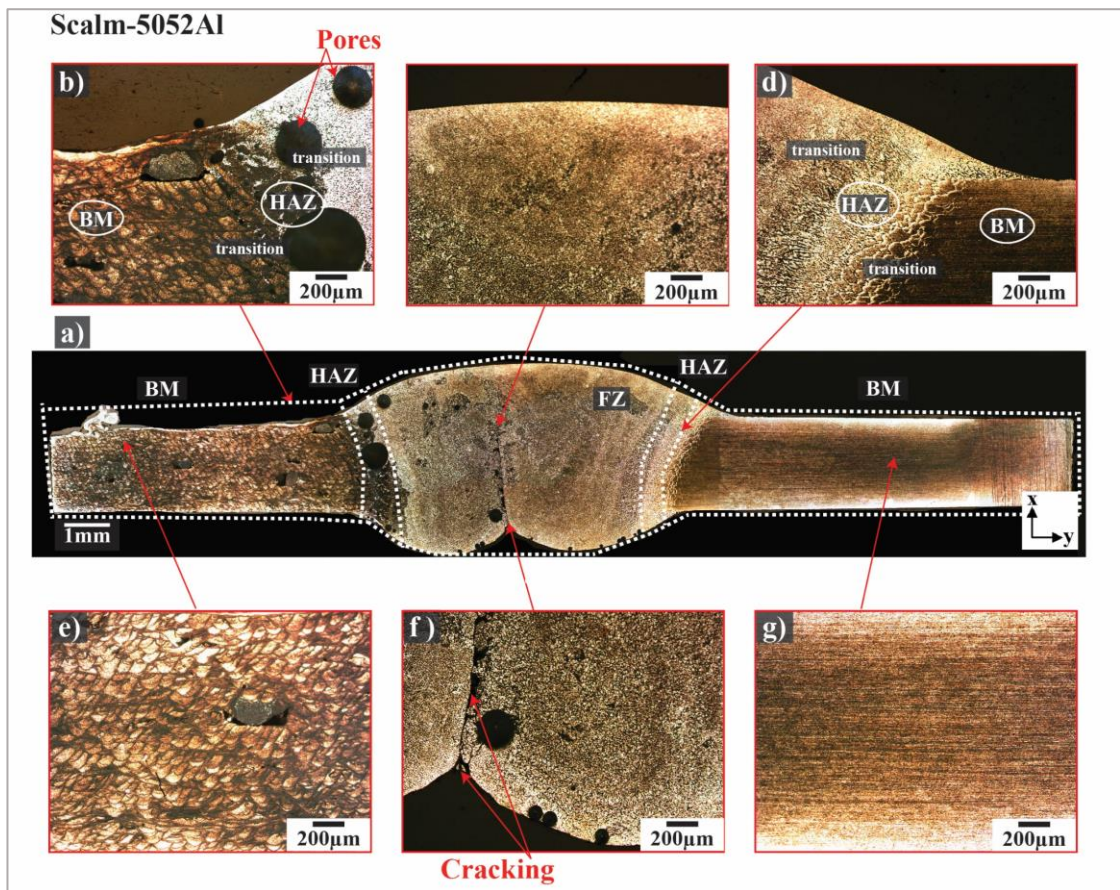 Scalm-5052Al
Pores
b)
transition
HAZ
BM
transition
200µm
200µm
d)
transition
HAZ
BM
transition
200µm
a)
BM
HAZ
FZ
HAZ
BM
1mm
x
y
e)
200µm
f)
200µm
Cracking
g)
200µm